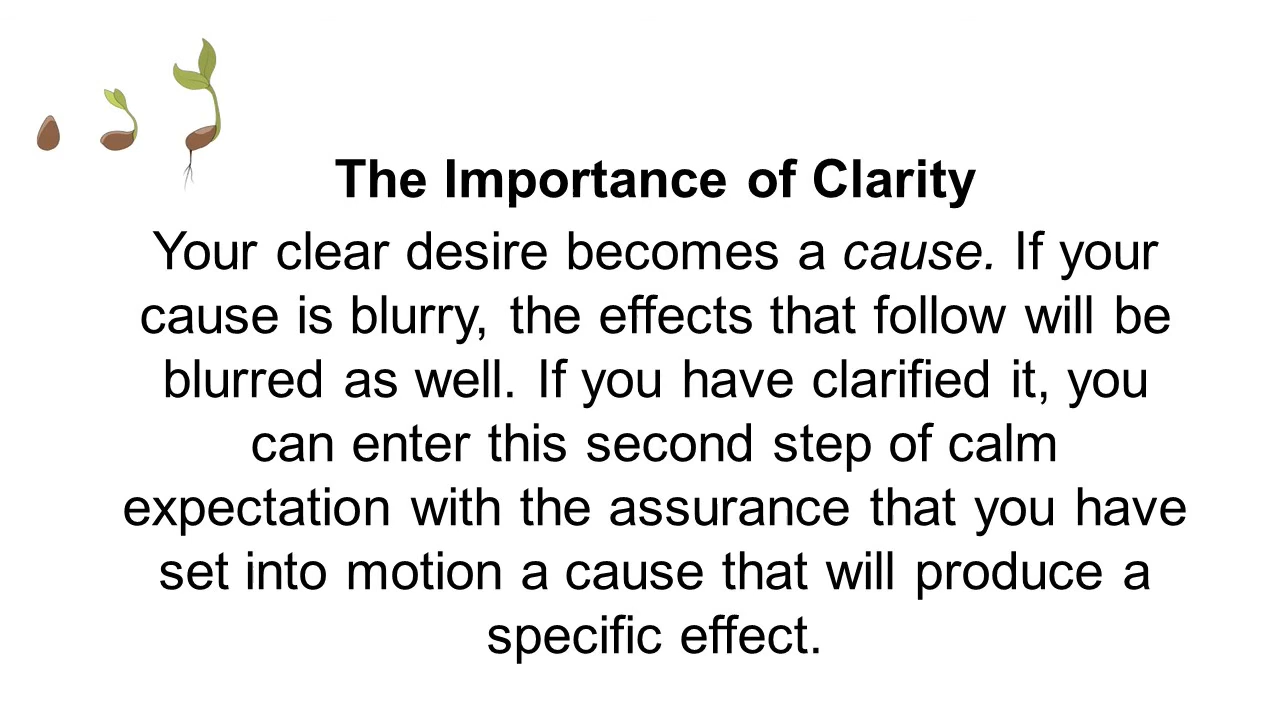 The Importance of Clarity
Your clear desire becomes a cause. If your
cause is blurry, the effects that follow will be
blurred as well. If you have clarified it, you
can enter this second step of calm
expectation with the assurance that you have
set into motion a cause that will produce a
specific effect.